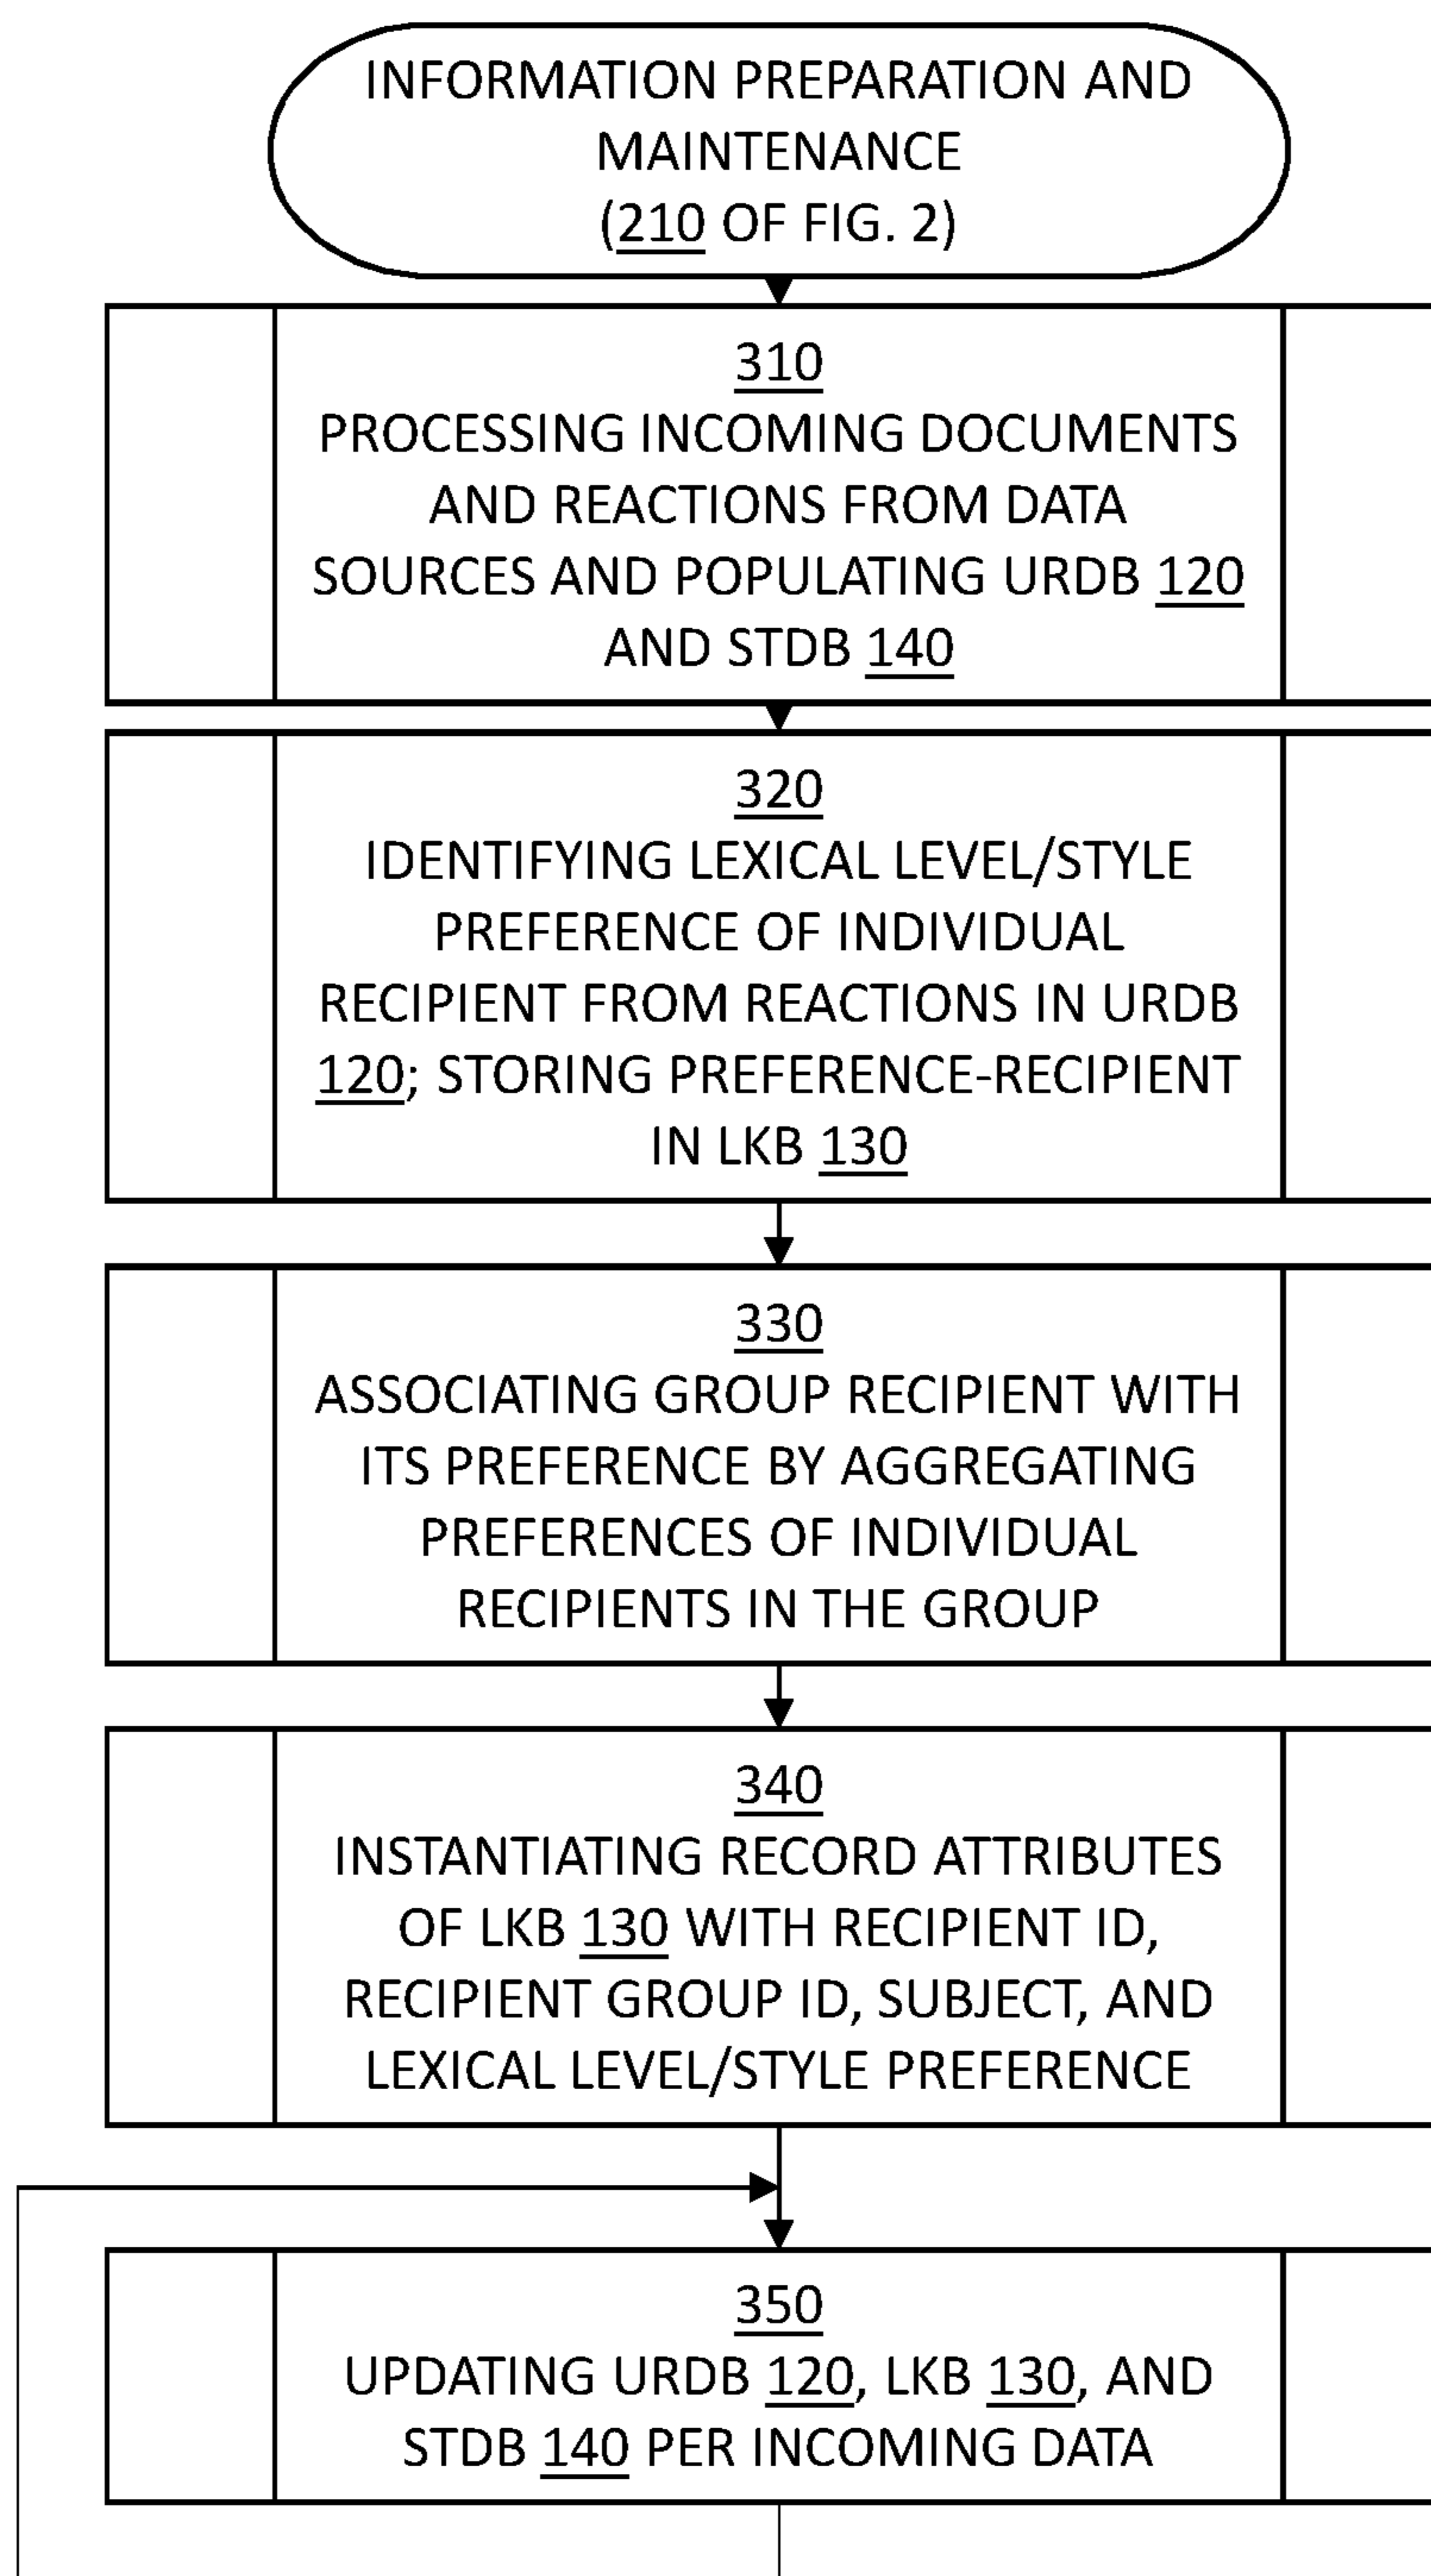 INFORMATION PREPARATION AND
MAINTENANCE
(210 OF FIG. 2)
310
PROCESSING INCOMING DOCUMENTS
AND REACTIONS FROM DATA
SOURCES AND POPULATING URDB 120
AND STDB 140
320
IDENTIFYING LEXICAL LEVEL/STYLE
PREFERENCE OF INDIVIDUAL
RECIPIENT FROM REACTIONS IN URDB
120; STORING PREFERENCE-RECIPIENT
IN LKB 130
330
ASSOCIATING GROUP RECIPIENT WITH
ITS PREFERENCE BY AGGREGATING
PREFERENCES OF INDIVIDUAL
RECIPIENTS IN THE GROUP
340
INSTANTIATING RECORD ATTRIBUTES
OF LKB 130 WITH RECIPIENT ID,
RECIPIENT GROUP ID, SUBJECT, AND
LEXICAL LEVEL/STYLE PREFERENCE
350
UPDATING URDB 120, LKB 130, AND
STDB 140 PER INCOMING DATA